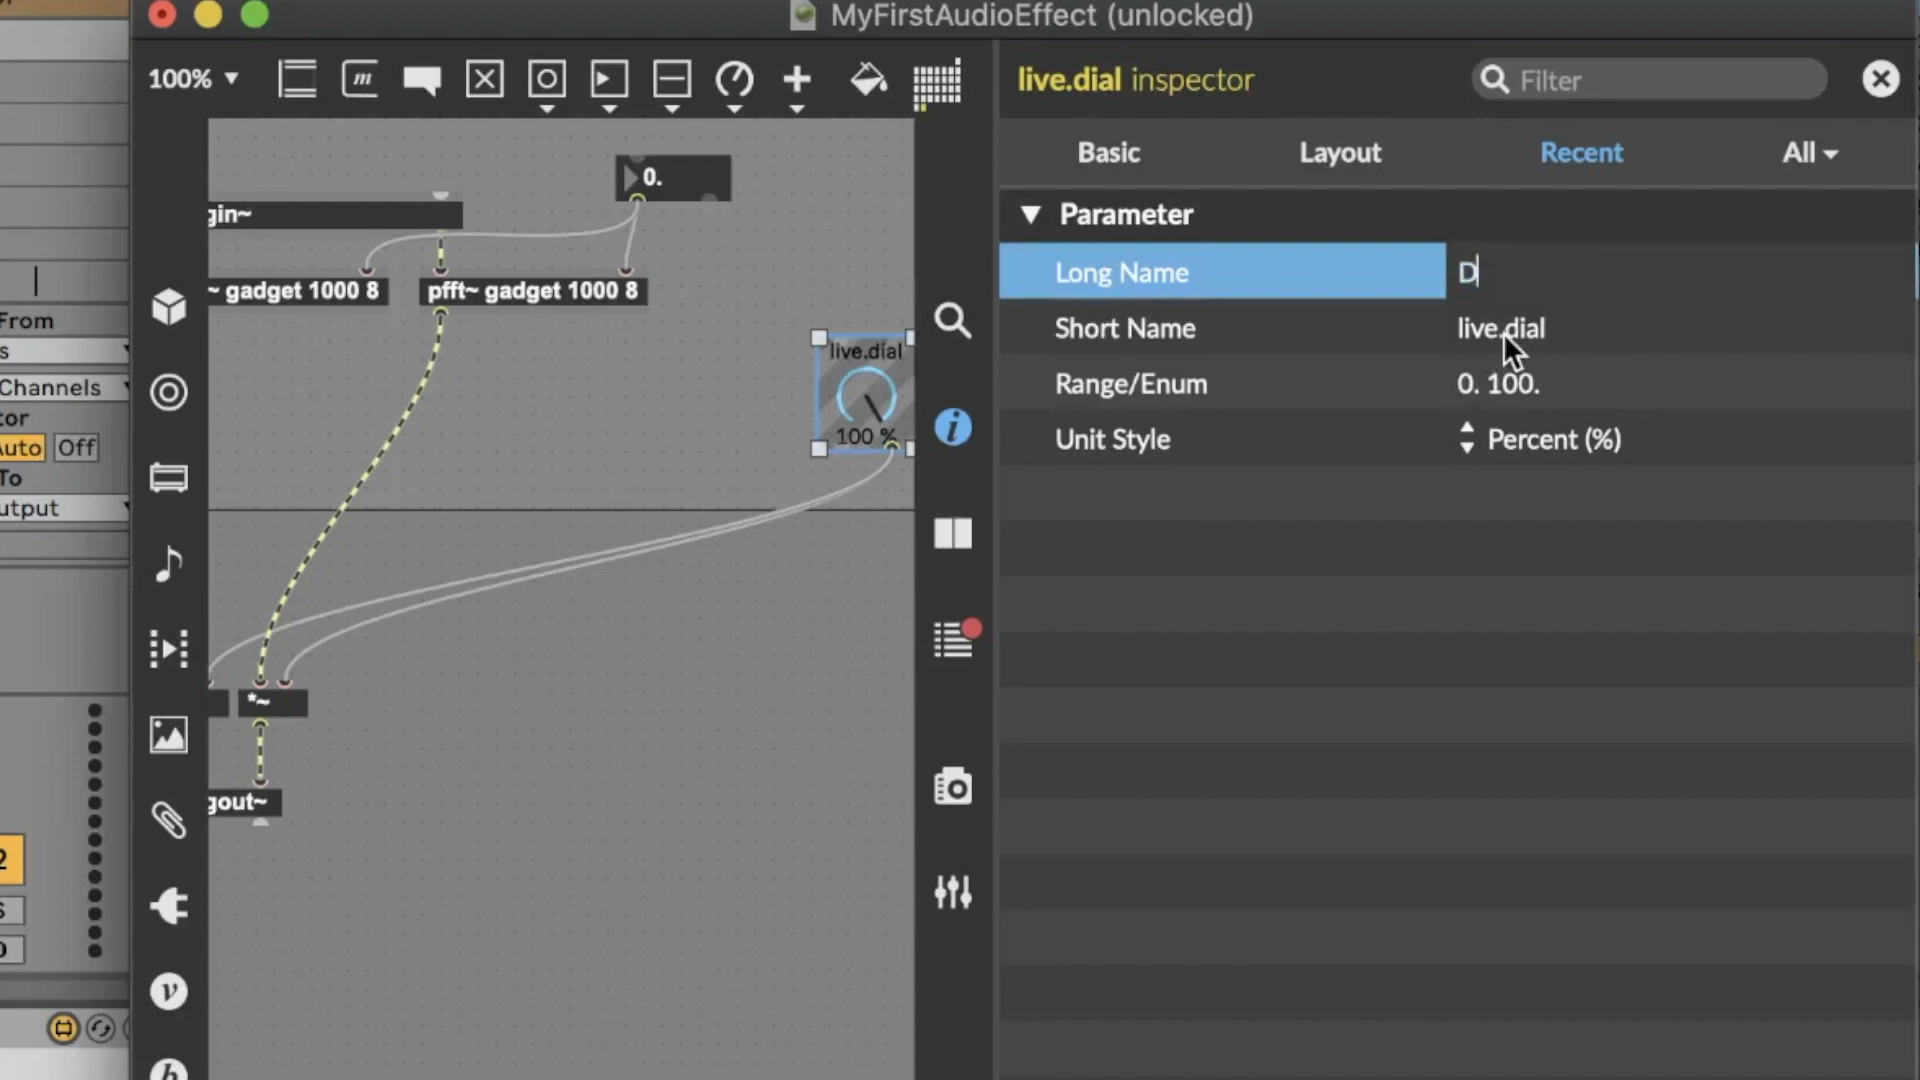 MyFirstAudioEffect (unlocked)
100%
m
live.dial inspector
Filter
Basic
Layout
Recent
All
Parameter
Long Name
D
Short Name
live.dial
Range/Enum
0. 100.
Unit Style
Percent (%)
0.
gin~
~ gadget 1000 8
pfft~ gadget 1000 8
live.dial
100 %
*~
gout~
i
v
b
From
s
Channels
tor
uto
Off
To
utput
2
S